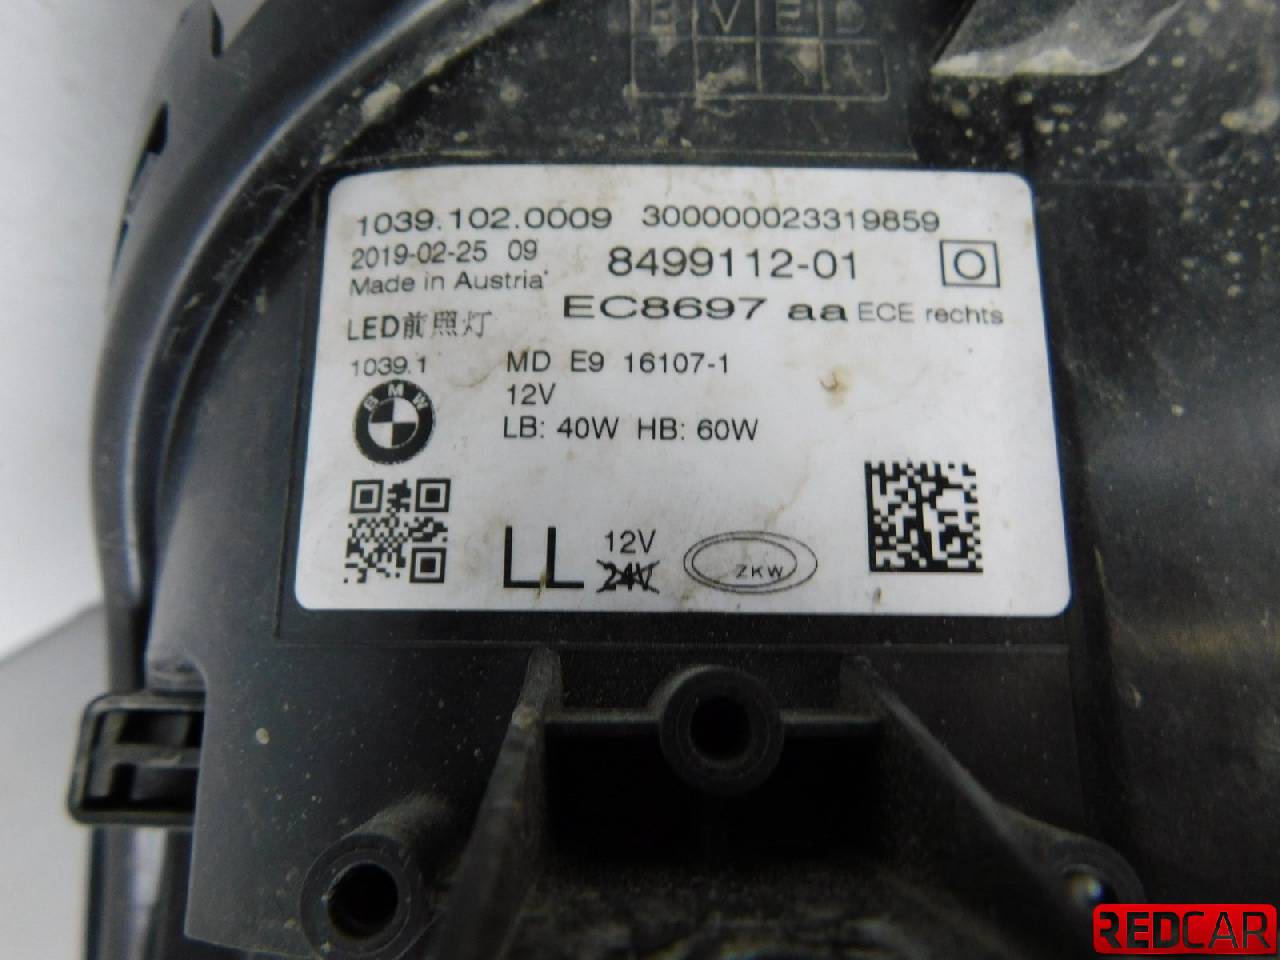 1039.102.0009 300000023319859
2019-02-25 09 8499112-01
Made in Austria
EC8697 aa ECE rechts
LED前照灯
1039.1 MD E9 16107-1
BMW
12V
LB: 40W HB: 60W
LL 12V
24V
ZKW
REDCAR